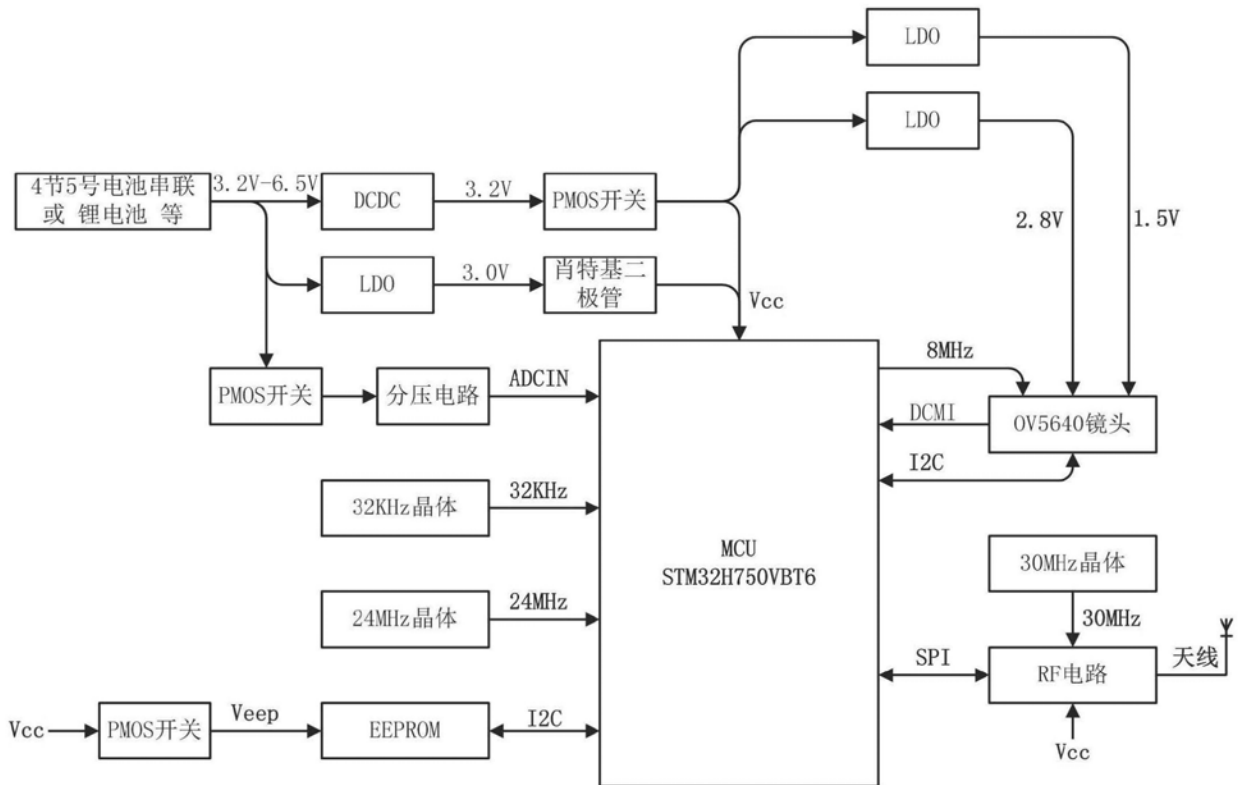 LDO
LDO
4节5号电池串联
或 锂电池 等
3.2V-6.5V
DCDC
3.2V
PMOS开关
2.8V
1.5V
LDO
3.0V
肖特基二
极管
Vcc
PMOS开关
分压电路
ADCIN
8MHz
DCMI
OV5640镜头
I2C
32KHz晶体
32KHz
MCU
STM32H750VBT6
30MHz晶体
24MHz晶体
24MHz
30MHz
SPI
RF电路
天线
Vcc
PMOS开关
Veep
EEPROM
I2C
Vcc